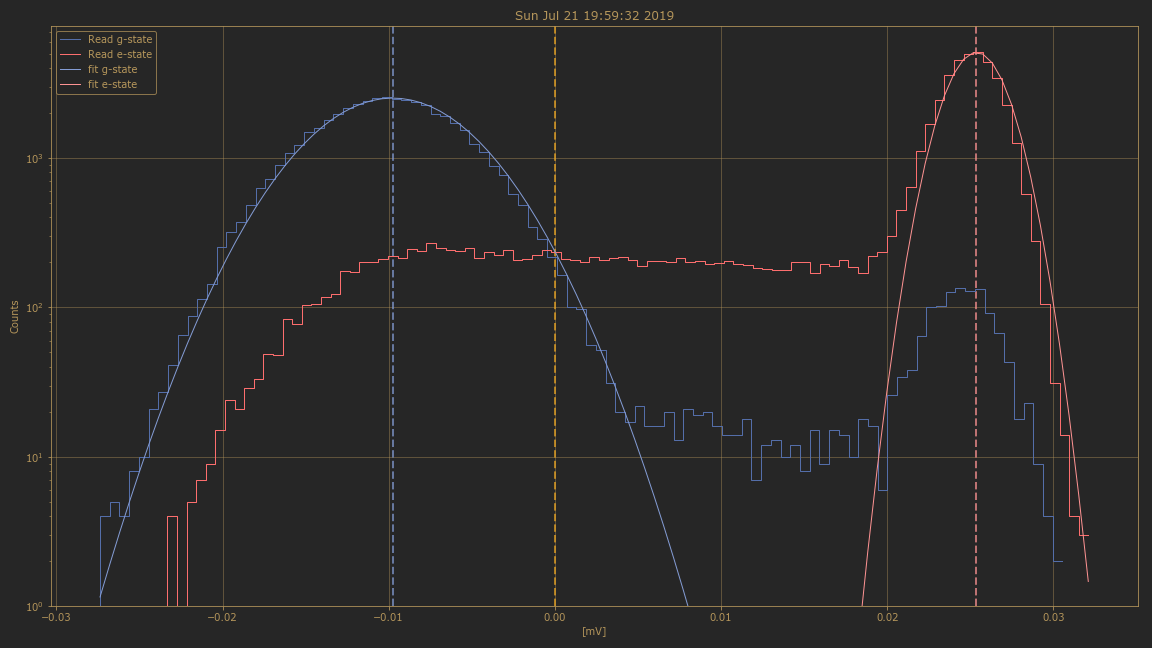 Sun Jul 21 19:59:32 2019
Read g-state
Read e-state
fit g-state
fit e-state
Counts
10³
10²
10¹
10⁰
−0.03 −0.02 −0.01 0.00 0.01 0.02 0.03
[mV]